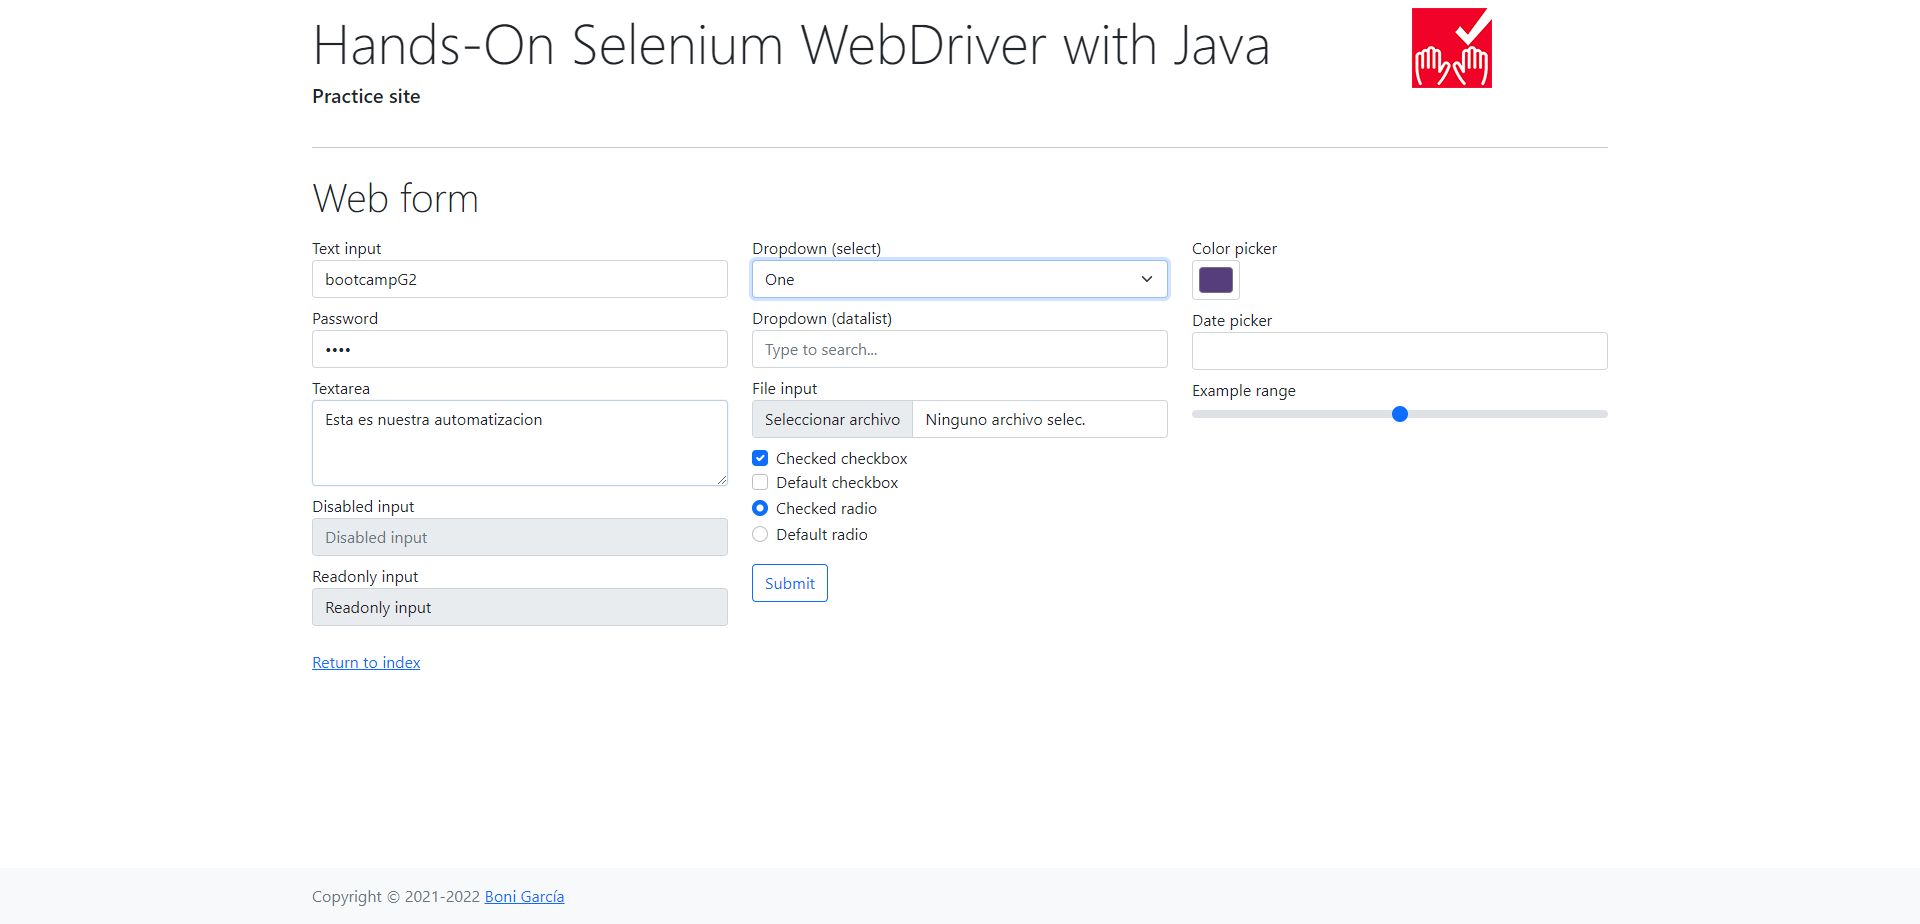 Hands-On Selenium WebDriver with Java
Practice site
Web form
Text input
bootcampG2
Password
••••
Textarea
Esta es nuestra automatizacion
Disabled input
Disabled input
Readonly input
Readonly input
Return to index
Dropdown (select)
One
Dropdown (datalist)
Type to search...
File input
Seleccionar archivo Ninguno archivo selec.
Checked checkbox
Default checkbox
Checked radio
Default radio
Submit
Color picker
Date picker
Example range
Copyright © 2021-2022 Boni García